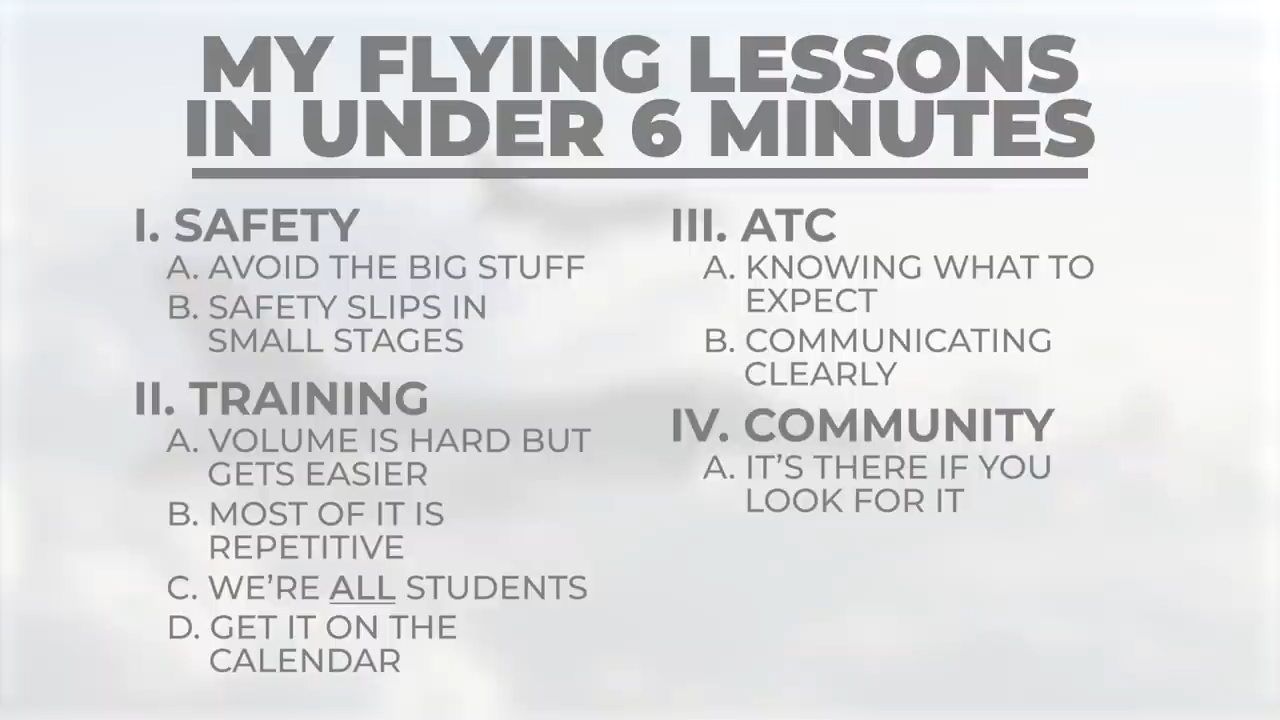 MY FLYING LESSONS
IN UNDER 6 MINUTES
I. SAFETY
A. AVOID THE BIG STUFF
B. SAFETY SLIPS IN
SMALL STAGES
II. TRAINING
A. VOLUME IS HARD BUT
GETS EASIER
B. MOST OF IT IS
REPETITIVE
C. WE’RE ALL STUDENTS
D. GET IT ON THE
CALENDAR
III. ATC
A. KNOWING WHAT TO
EXPECT
B. COMMUNICATING
CLEARLY
IV. COMMUNITY
A. IT’S THERE IF YOU
LOOK FOR IT